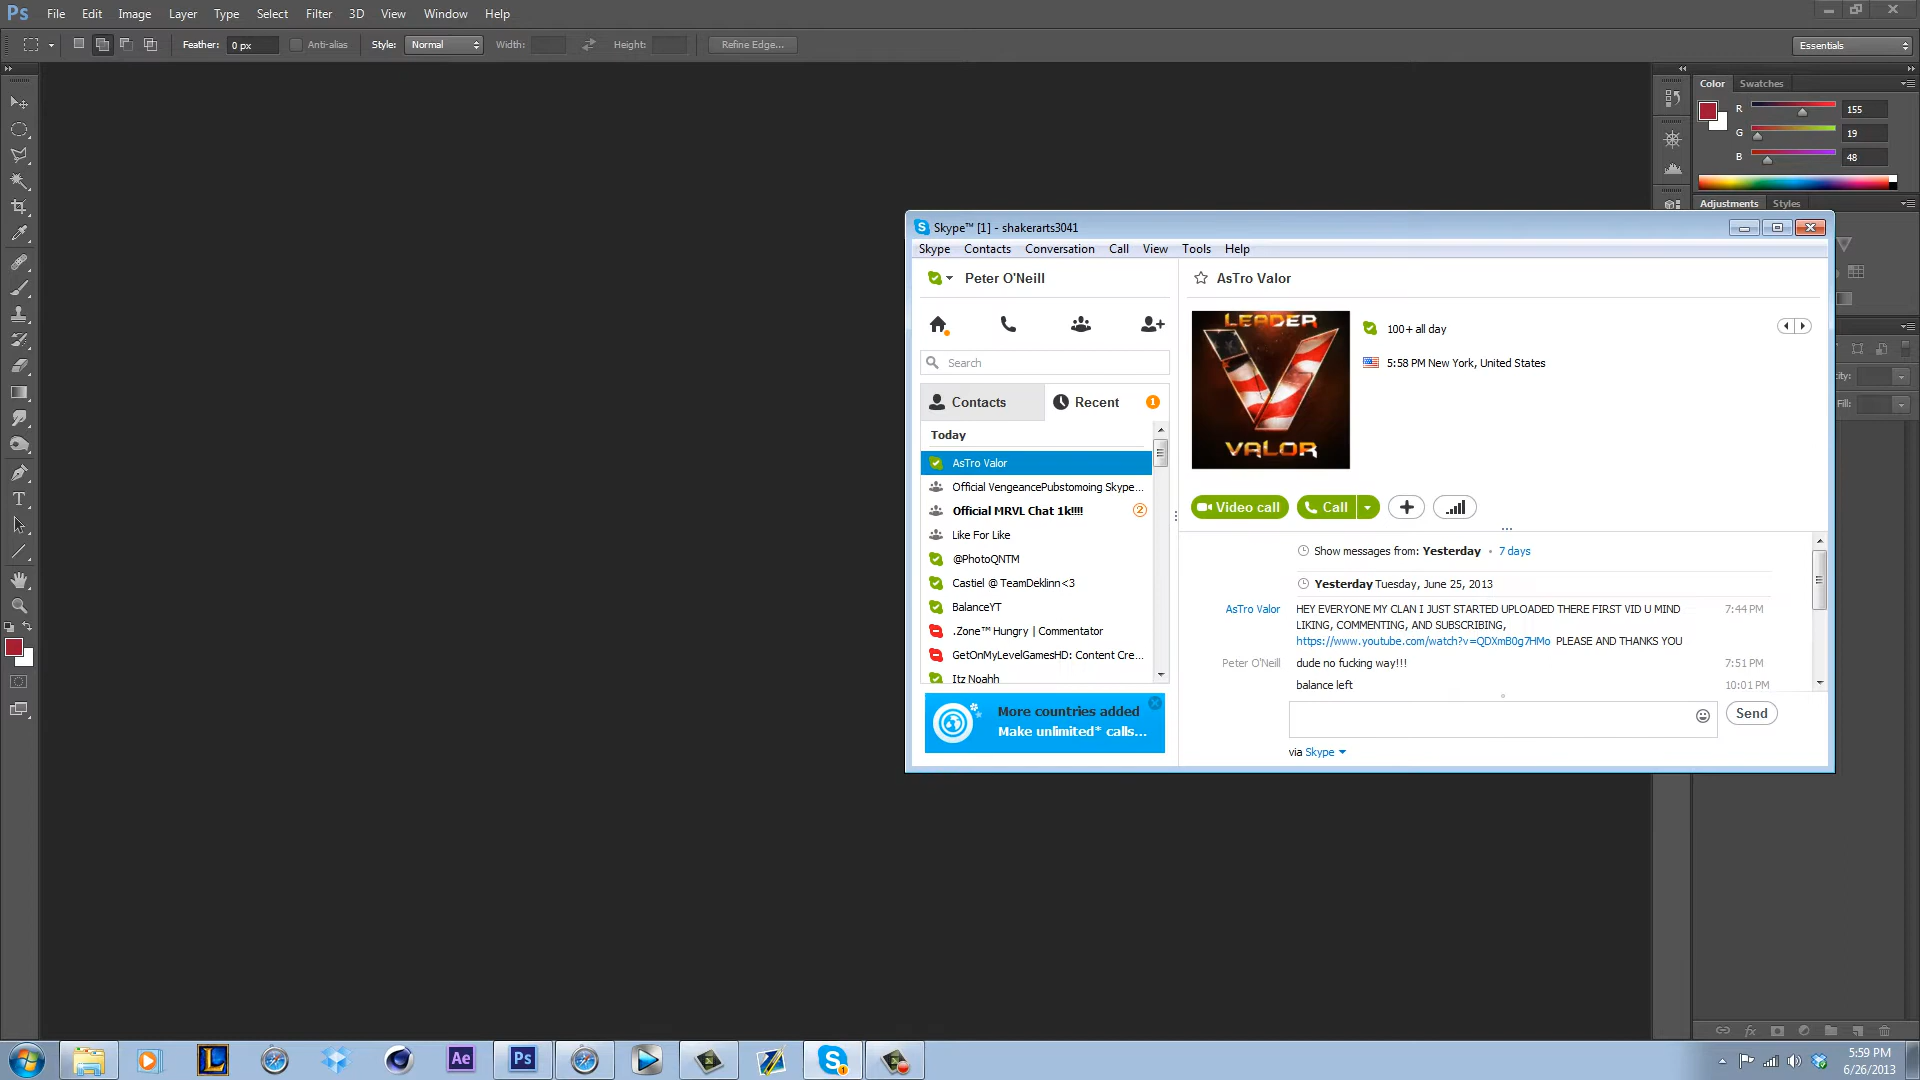 Ps File Edit Image Layer Type Select Filter 3D View Window Help
Feather: 0 px Anti-alias Style: Normal Width: Height: Refine Edge... Essentials
Color Swatches
R 155
G 19
B 48
Adjustments Styles
Fill:
Skype™ [1] - shakerarts3041
Skype Contacts Conversation Call View Tools Help
Peter O'Neill
Search
Contacts Recent 1
Today
AsTro Valor
Official VengeancePubstomoing Skype...
Official MRVL Chat 1k!!!! 2
Like For Like
@PhotoQNTM
Castiel @ TeamDeklinn<3
BalanceYT
.Zone™ Hungry | Commentator
GetOnMyLevelGamesHD: Content Cre...
Itz Noahh
More countries added
Make unlimited* calls...
AsTro Valor
LEADER
V
VALOR
100+ all day
5:58 PM New York, United States
Video call Call
Show messages from: Yesterday • 7 days
Yesterday Tuesday, June 25, 2013
AsTro Valor HEY EVERYONE MY CLAN I JUST STARTED UPLOADED THERE FIRST VID U MIND 7:44 PM
LIKING, COMMENTING, AND SUBSCRIBING,
https://www.youtube.com/watch?v=QDXmB0g7HMo PLEASE AND THANKS YOU
Peter O'Neill dude no fucking way!!! 7:51 PM
balance left 10:01 PM
Send
via Skype
L Ae Ps S 1
5:59 PM
6/26/2013